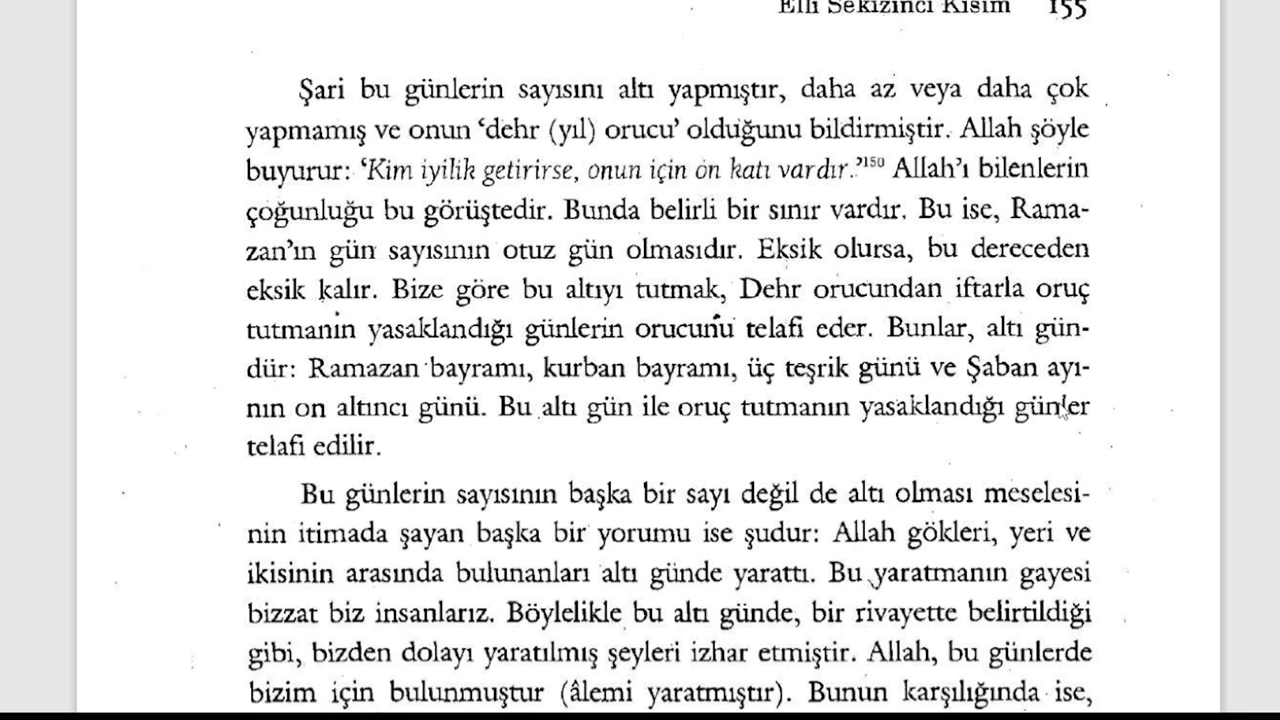 Elli Sekizinci Kısım 155
Şari bu günlerin sayısını altı yapmıştır, daha az veya daha çok
yapmamış ve onun ‘dehr (yıl) orucu’ olduğunu bildirmiştir. Allah şöyle
buyurur: ‘Kim iyilik getirirse, onun için on katı vardır.’150 Allah’ı bilenlerin
çoğunluğu bu görüştedir. Bunda belirli bir sınır vardır. Bu ise, Rama-
zan’ın gün sayısının otuz gün olmasıdır. Eksik olursa, bu dereceden
eksik kalır. Bize göre bu altıyı tutmak, Dehr orucundan iftarla oruç
tutmanın yasaklandığı günlerin orucunu telafi eder. Bunlar, altı gün-
dür: Ramazan bayramı, kurban bayramı, üç teşrik günü ve Şaban ayı-
nın on altıncı günü. Bu altı gün ile oruç tutmanın yasaklandığı günler
telafi edilir.
Bu günlerin sayısının başka bir sayı değil de altı olması meselesi-
nin itimada şayan başka bir yorumu ise şudur: Allah gökleri, yeri ve
ikisinin arasında bulunanları altı günde yarattı. Bu yaratmanın gayesi
bizzat biz insanlarız. Böylelikle bu altı günde, bir rivayette belirtildiği
gibi, bizden dolayı yaratılmış şeyleri izhar etmiştir. Allah, bu günlerde
bizim için bulunmuştur (âlemi yaratmıştır). Bunun karşılığında ise,